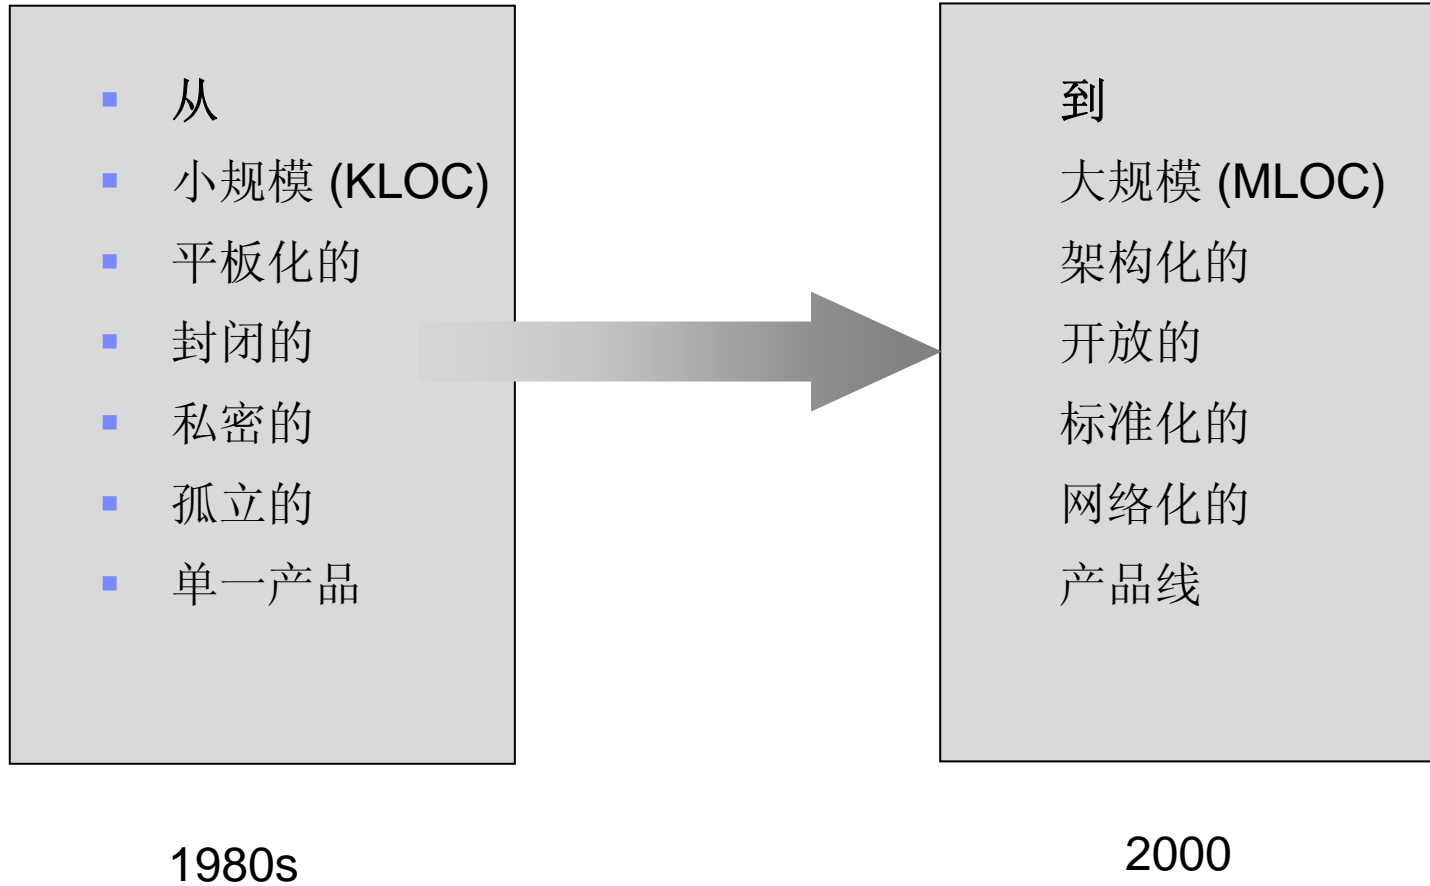 从
小规模 (KLOC)
平板化的
封闭的
私密的
孤立的
单一产品
1980s
到
大规模 (MLOC)
架构化的
开放的
标准化的
网络化的
产品线
2000